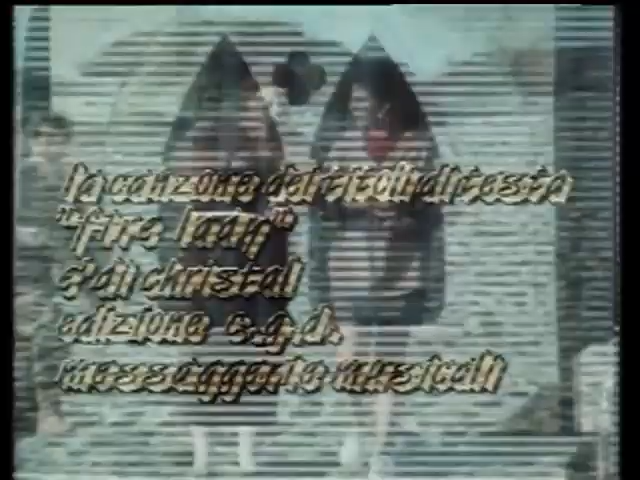 la canzone dei titoli di testa
"fire lady"
e' di christal
edizione c.g.d.
messaggerie musicali